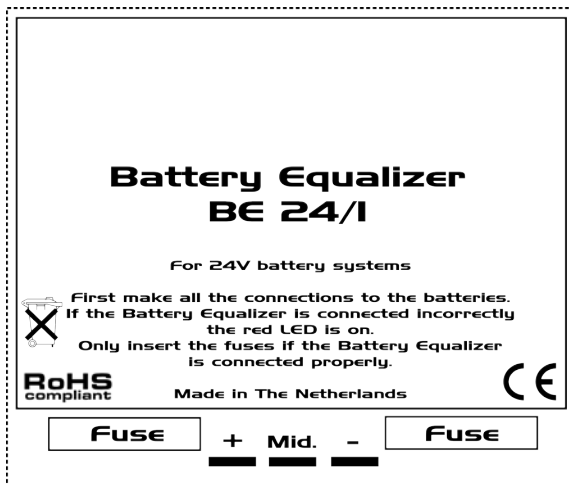 Battery Equalizer
BE 24/1
For 24V battery systems
First make all the connections to the batteries.
If the Battery Equalizer is connected incorrectly
the red LED is on.
Only insert the fuses if the Battery Equalizer
is connected properly.
RoHS
compliant
Made in The Netherlands
CE
Fuse
+ Mid. -
Fuse